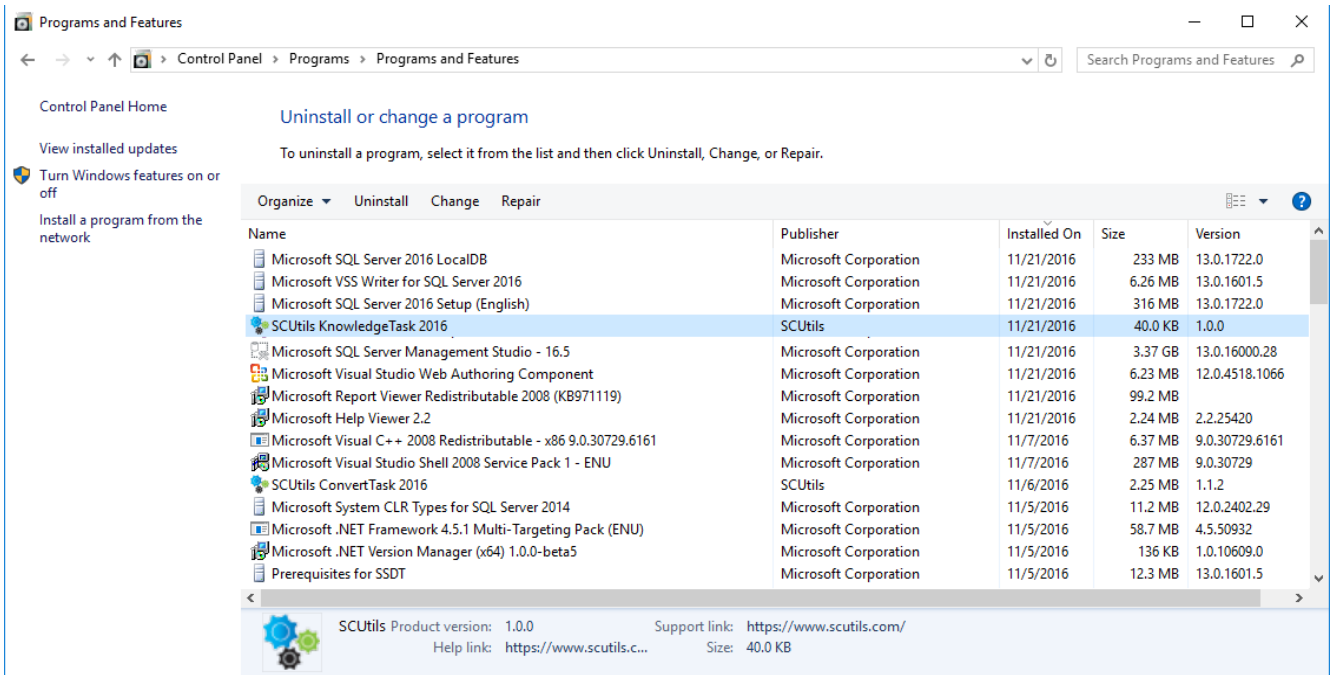 Programs and Features
Control Panel > Programs > Programs and Features
Search Programs and Features
Control Panel Home
View installed updates
Turn Windows features on or
off
Install a program from the
network
Uninstall or change a program
To uninstall a program, select it from the list and then click Uninstall, Change, or Repair.
Organize Uninstall Change Repair
Name Publisher Installed On Size Version
Microsoft SQL Server 2016 LocalDB Microsoft Corporation 11/21/2016 233 MB 13.0.1722.0
Microsoft VSS Writer for SQL Server 2016 Microsoft Corporation 11/21/2016 6.26 MB 13.0.1601.5
Microsoft SQL Server 2016 Setup (English) Microsoft Corporation 11/21/2016 316 MB 13.0.1722.0
SCUtils KnowledgeTask 2016 SCUtils 11/21/2016 40.0 KB 1.0.0
Microsoft SQL Server Management Studio - 16.5 Microsoft Corporation 11/21/2016 3.37 GB 13.0.16000.28
Microsoft Visual Studio Web Authoring Component Microsoft Corporation 11/21/2016 6.23 MB 12.0.4518.1066
Microsoft Report Viewer Redistributable 2008 (KB971119) Microsoft Corporation 11/21/2016 99.2 MB
Microsoft Help Viewer 2.2 Microsoft Corporation 11/21/2016 2.24 MB 2.2.25420
Microsoft Visual C++ 2008 Redistributable - x86 9.0.30729.6161 Microsoft Corporation 11/7/2016 6.37 MB 9.0.30729.6161
Microsoft Visual Studio Shell 2008 Service Pack 1 - ENU Microsoft Corporation 11/7/2016 287 MB 9.0.30729
SCUtils ConvertTask 2016 SCUtils 11/6/2016 2.25 MB 1.1.2
Microsoft System CLR Types for SQL Server 2014 Microsoft Corporation 11/5/2016 11.2 MB 12.0.2402.29
Microsoft .NET Framework 4.5.1 Multi-Targeting Pack (ENU) Microsoft Corporation 11/5/2016 58.7 MB 4.5.50932
Microsoft .NET Version Manager (x64) 1.0.0-beta5 Microsoft Corporation 11/5/2016 136 KB 1.0.10609.0
Prerequisites for SSDT Microsoft Corporation 11/5/2016 12.3 MB 13.0.1601.5
SCUtils Product version: 1.0.0 Support link: https://www.scutils.com/
Help link: https://www.scutils.c... Size: 40.0 KB